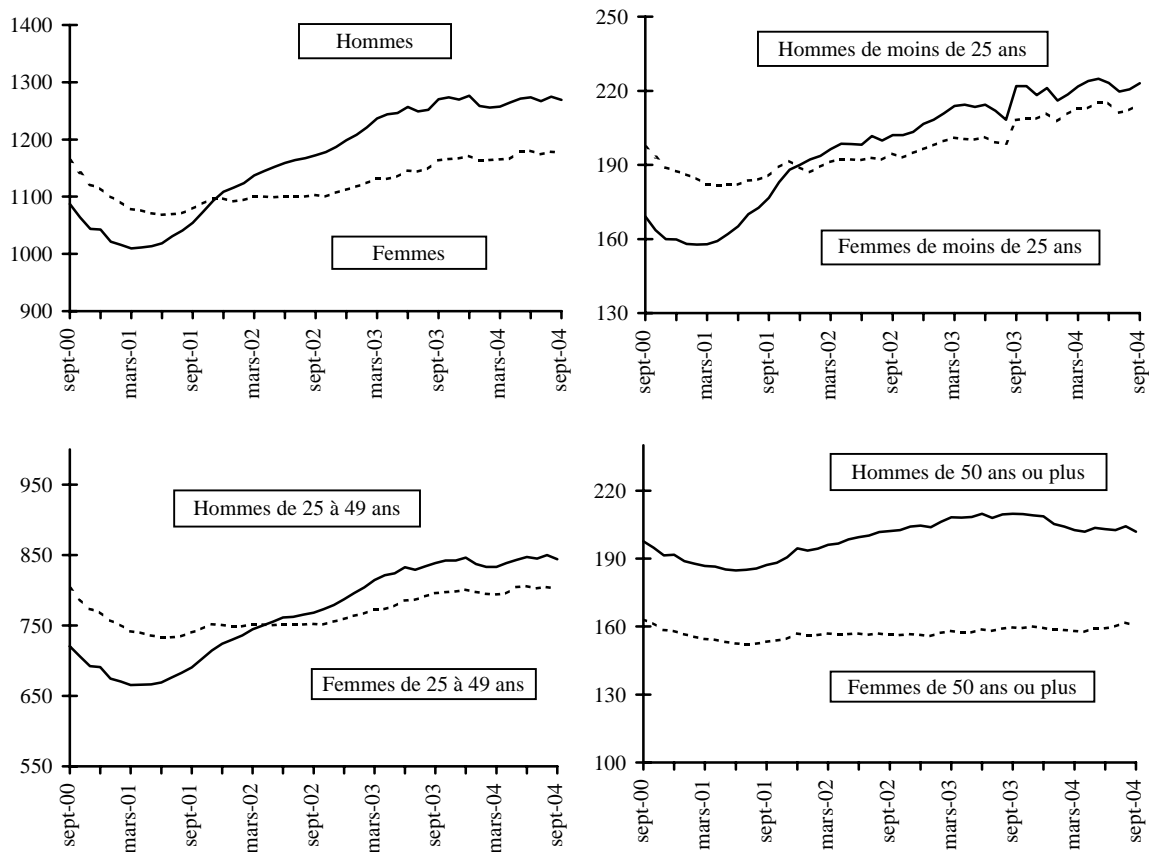 1400
1300
1200
1100
1000
900
Hommes
Femmes
sept-00
mars-01
sept-01
mars-02
sept-02
mars-03
sept-03
mars-04
sept-04
250
220
190
160
130
Hommes de moins de 25 ans
Femmes de moins de 25 ans
sept-00
mars-01
sept-01
mars-02
sept-02
mars-03
sept-03
mars-04
sept-04
950
850
750
650
550
Hommes de 25 à 49 ans
Femmes de 25 à 49 ans
sept-00
mars-01
sept-01
mars-02
sept-02
mars-03
sept-03
mars-04
sept-04
220
190
160
130
100
Hommes de 50 ans ou plus
Femmes de 50 ans ou plus
sept-00
mars-01
sept-01
mars-02
sept-02
mars-03
sept-03
mars-04
sept-04